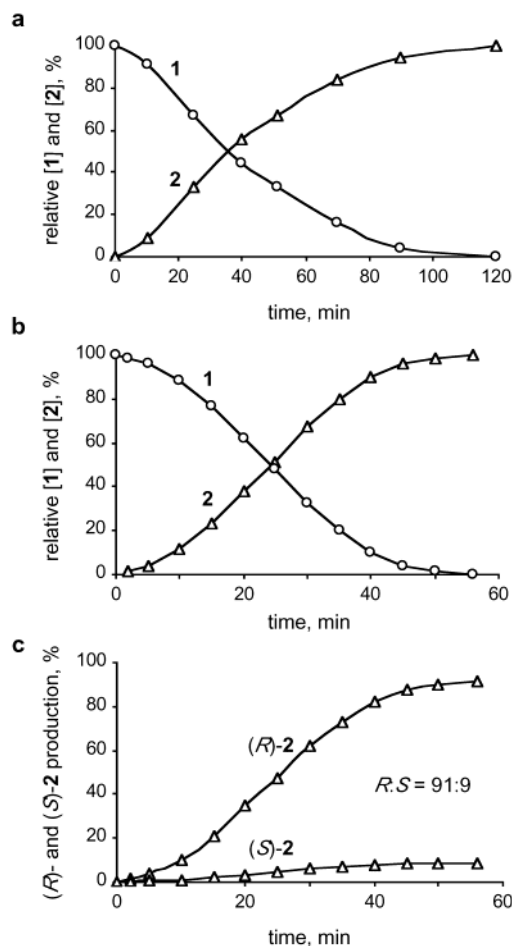 a
relative [1] and [2], %
100
80
60
40
20
0
1
2
0 20 40 60 80 100 120
time, min
b
relative [1] and [2], %
100
80
60
40
20
0
1
2
0 20 40 60
time, min
c
(R)- and (S)-2 production, %
100
80
60
40
20
0
(R)-2
R:S = 91:9
(S)-2
0 20 40 60
time, min